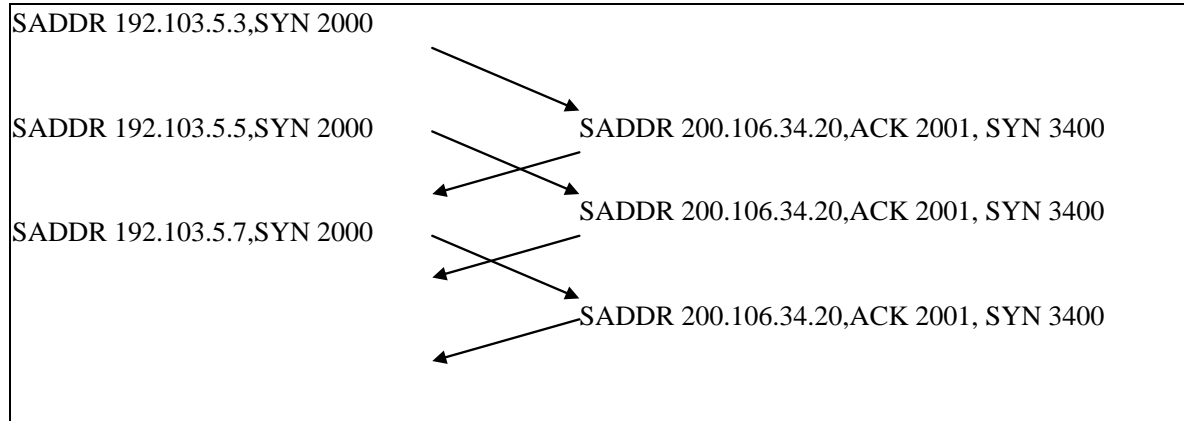 SADDR 192.103.5.3,SYN 2000
SADDR 192.103.5.5,SYN 2000
SADDR 200.106.34.20,ACK 2001, SYN 3400
SADDR 200.106.34.20,ACK 2001, SYN 3400
SADDR 192.103.5.7,SYN 2000
SADDR 200.106.34.20,ACK 2001, SYN 3400